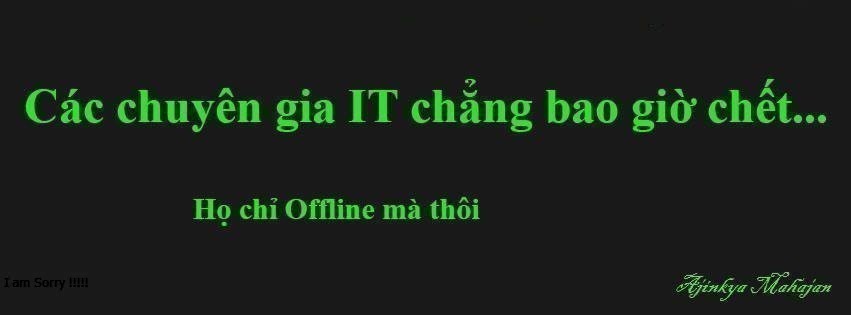 Các chuyên gia IT chẳng bao giờ chết...
Họ chỉ Offline mà thôi
I am Sorry !!!!!
Ajinkya Mahajan